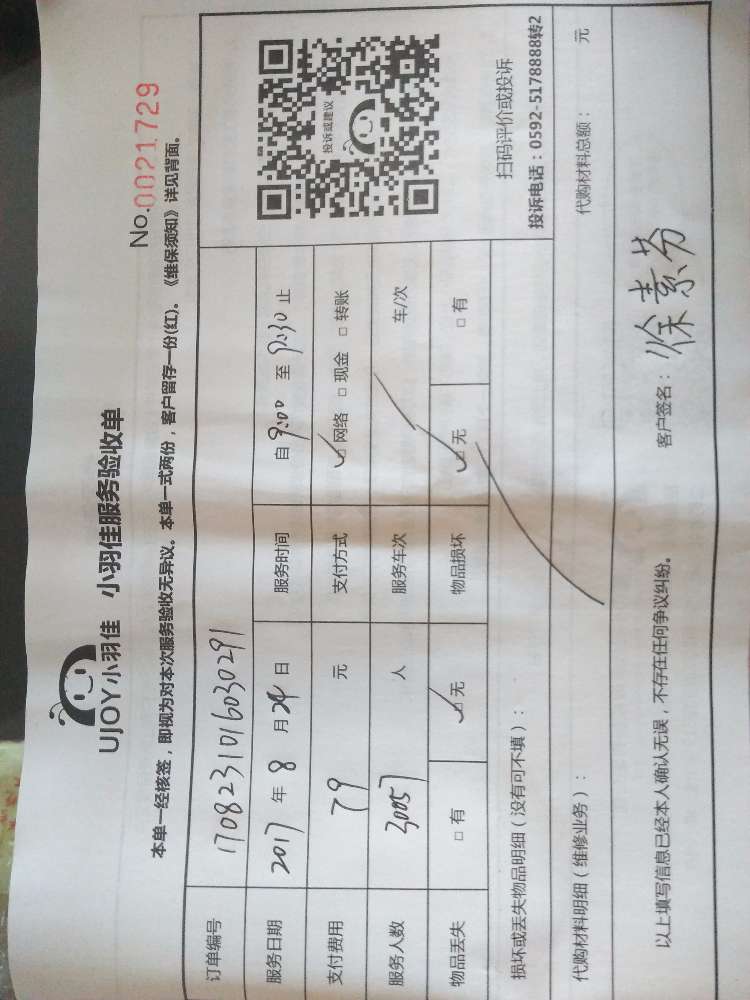 UJOY小羽佳 小羽佳服务验收单
No.0021729
本单一经核签，即视为对本次服务验收无异议。本单一式两份，客户留存一份(红)。《维保须知》详见背面。
订单编号 1708231016030291
服务日期 2017 年 8 月 24 日 服务时间 自 9:00 至 9:30 止
支付费用 79 元 支付方式 网络 □ 现金 □ 转账
服务人数 3005 人 服务车次 车/次
物品丢失 □ 有 □ 无 物品损坏 □ 无 □ 有
投诉或建议
扫码评价或投诉
投诉电话：0592-5178888转2
损坏或丢失物品明细（没有可不填）：
代购材料明细（维修业务）： 代购材料总额： 元
以上填写信息已经本人确认无误，不存在任何争议纠纷。 客户签名：徐素芬